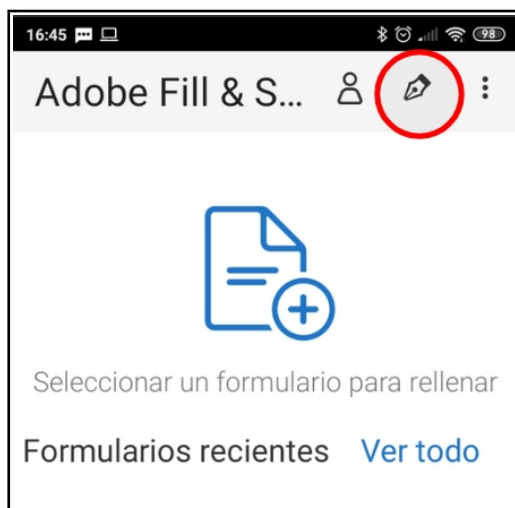 16:45 98
Adobe Fill & S...
Seleccionar un formulario para rellenar
Formularios recientes Ver todo